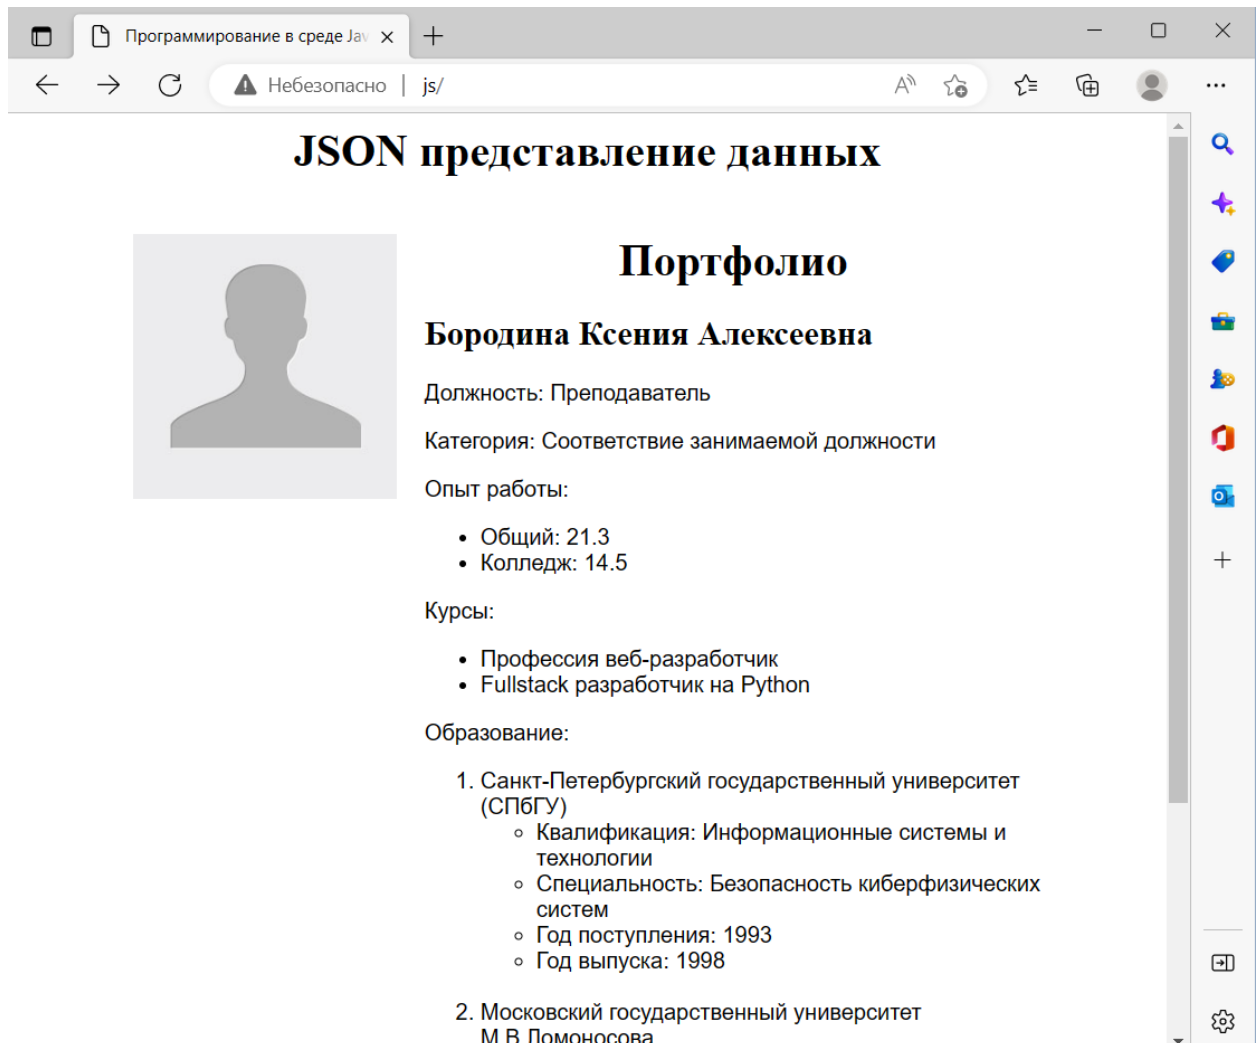 Программирование в среде Jav
Небезопасно | js/
JSON представление данных
Портфолио
Бородина Ксения Алексеевна
Должность: Преподаватель
Категория: Соответствие занимаемой должности
Опыт работы:
• Общий: 21.3
• Колледж: 14.5
Курсы:
• Профессия веб-разработчик
• Fullstack разработчик на Python
Образование:
1. Санкт-Петербургский государственный университет
(СПбГУ)
◦ Квалификация: Информационные системы и
технологии
◦ Специальность: Безопасность киберфизических
систем
◦ Год поступления: 1993
◦ Год выпуска: 1998
2. Московский государственный университет
М.В.Ломоносова